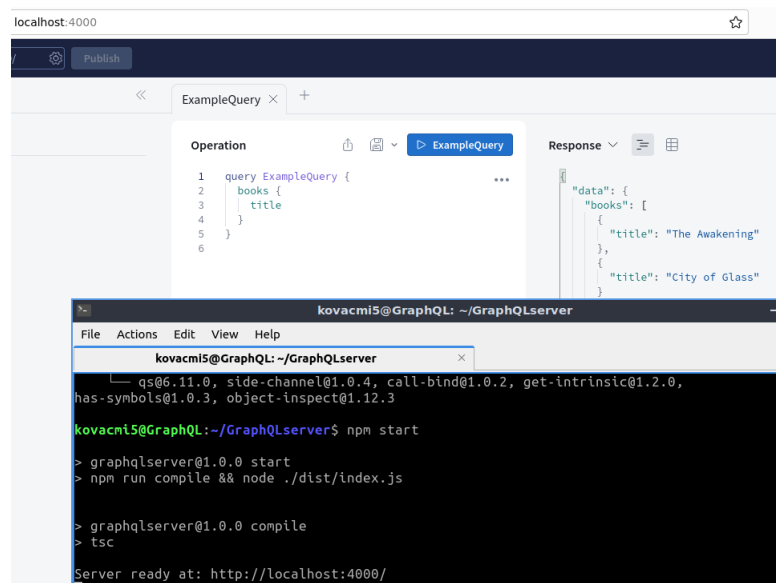 localhost:4000
/ Publish
ExampleQuery
Operation
ExampleQuery
Response
1 query ExampleQuery {
2 books {
3 title
4 }
5 }
6
{
"data": {
"books": [
{
"title": "The Awakening"
},
{
"title": "City of Glass"
}
kovacmi5@GraphQL: ~/GraphQLserver
File Actions Edit View Help
kovacmi5@GraphQL: ~/GraphQLserver
└── qs@6.11.0, side-channel@1.0.4, call-bind@1.0.2, get-intrinsic@1.2.0,
has-symbols@1.0.3, object-inspect@1.12.3
kovacmi5@GraphQL:~/GraphQLserver$ npm start
> graphqlserver@1.0.0 start
> npm run compile && node ./dist/index.js
> graphqlserver@1.0.0 compile
> tsc
Server ready at: http://localhost:4000/